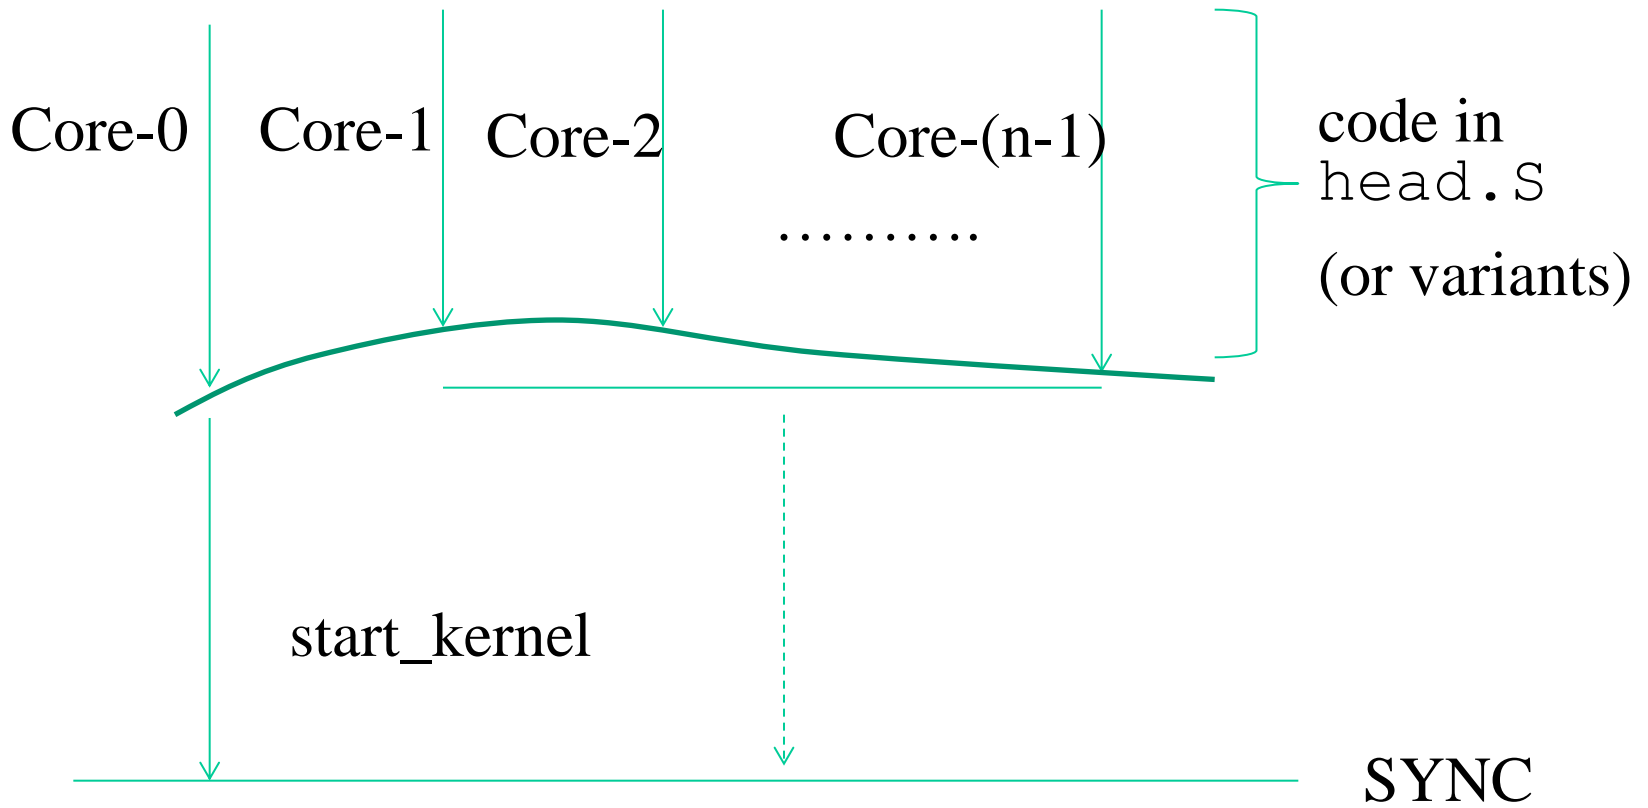 Core-0
Core-1
Core-2
Core-(n-1)
……….
code in
head.S
(or variants)
start_kernel
SYNC